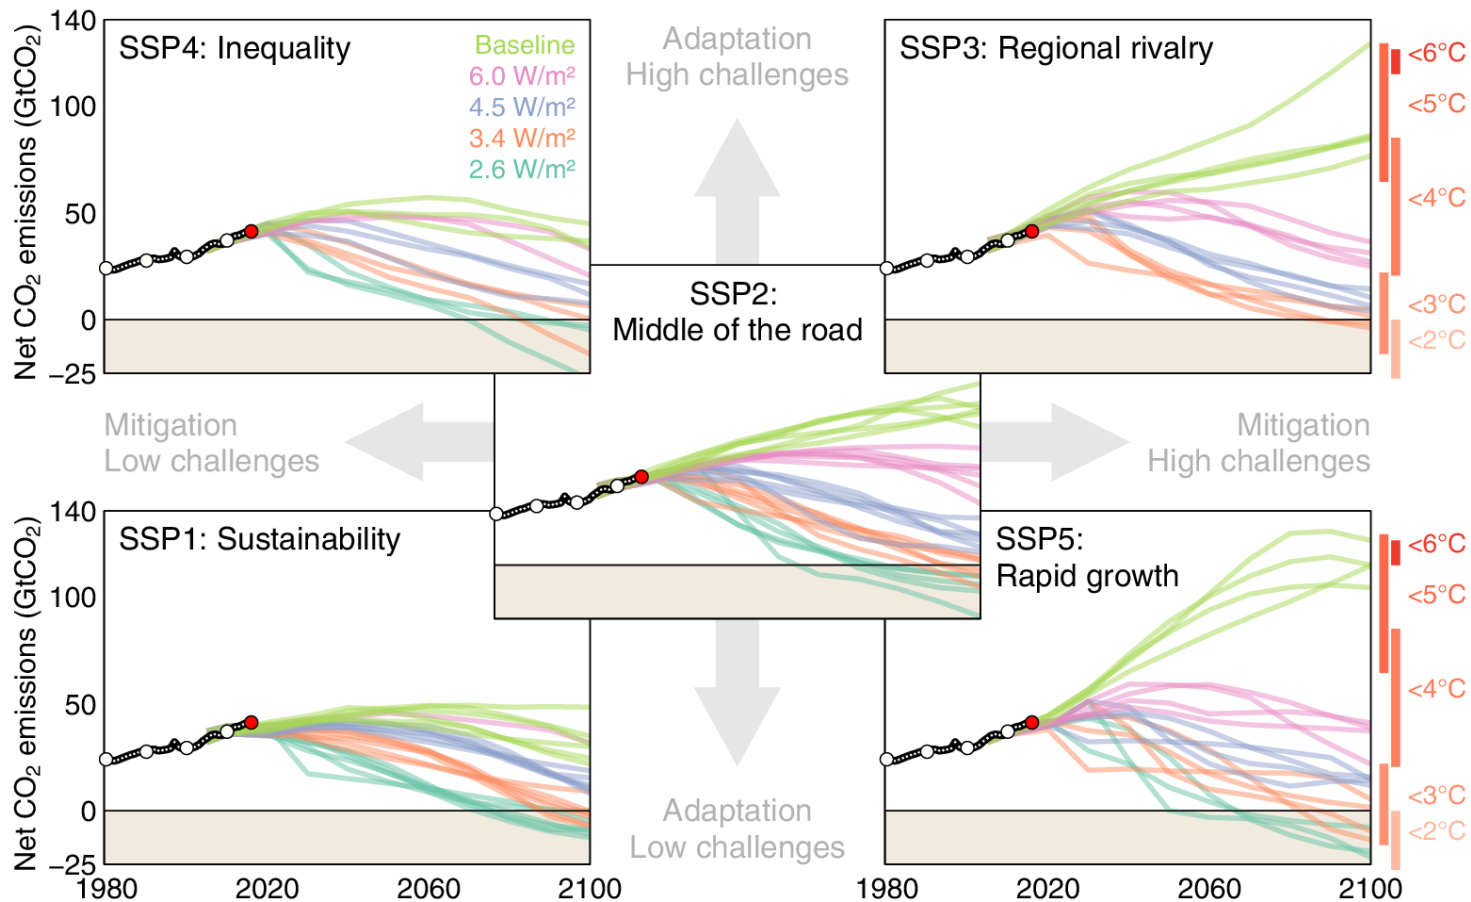 140
100
50
0
−25
Net CO₂ emissions (GtCO₂)
SSP4: Inequality
Baseline
6.0 W/m²
4.5 W/m²
3.4 W/m²
2.6 W/m²
Adaptation
High challenges
SSP3: Regional rivalry
<6°C
<5°C
<4°C
<3°C
<2°C
SSP2:
Middle of the road
Mitigation
Low challenges
Mitigation
High challenges
140
100
50
0
−25
Net CO₂ emissions (GtCO₂)
SSP1: Sustainability
1980
2020
2060
2100
Adaptation
Low challenges
SSP5:
Rapid growth
<6°C
<5°C
<4°C
<3°C
<2°C
1980
2020
2060
2100